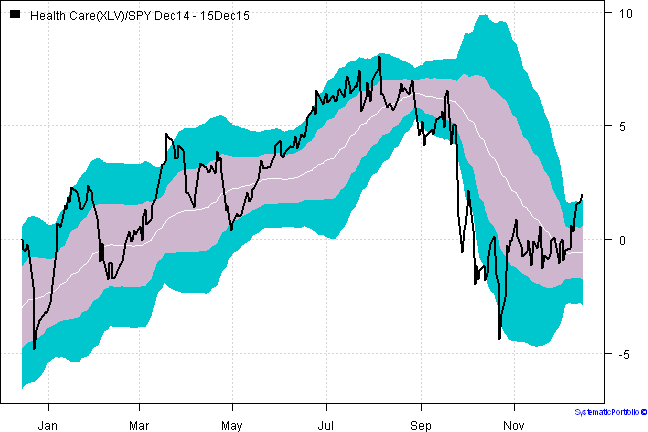 Health Care(XLV)/SPY Dec14 - 15Dec15
10
5
0
-5
Jan Mar May Jul Sep Nov
SystematicPortfolio ©